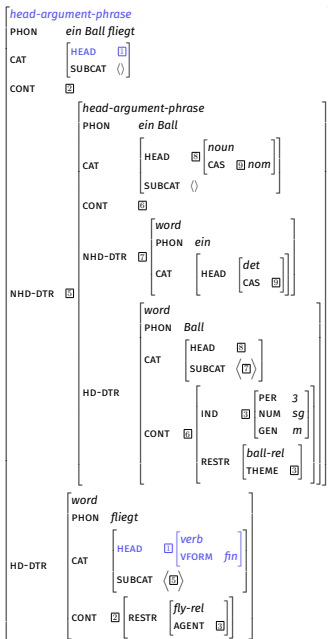 head-argument-phrase
PHON ein Ball fliegt
CAT HEAD 1
SUBCAT ⟨⟩
CONT 2
head-argument-phrase
PHON ein Ball
CAT HEAD 8 noun
CAS 9 nom
SUBCAT ⟨⟩
CONT 6
NHD-DTR 5
NHD-DTR 7 word
PHON ein
CAT HEAD det
CAS 9
HD-DTR word
PHON Ball
CAT HEAD 8
SUBCAT ⟨7⟩
CONT 6 IND 3 PER 3
NUM sg
GEN m
RESTR ball-rel
THEME 3
HD-DTR word
PHON fliegt
CAT HEAD 1 verb
VFORM fin
SUBCAT ⟨5⟩
CONT 2 RESTR fly-rel
AGENT 3